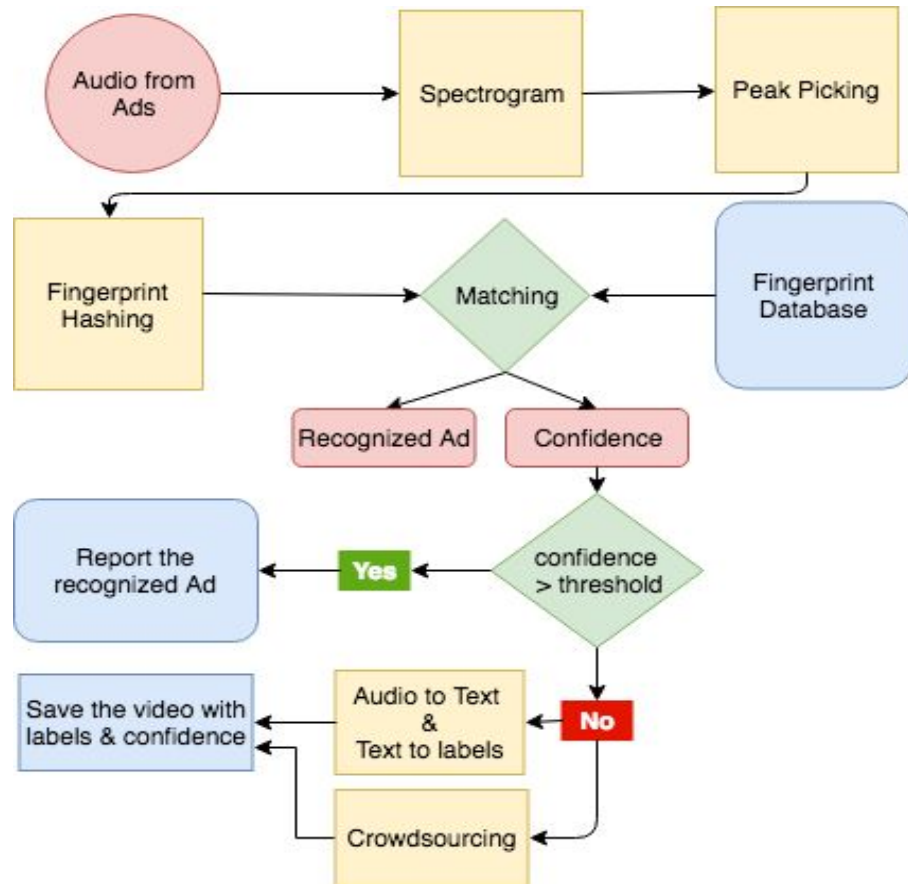 Audio from
Ads
Spectrogram
Peak Picking
Fingerprint
Hashing
Matching
Fingerprint
Database
Recognized Ad
Confidence
Report the
recognized Ad
Yes
confidence
> threshold
Save the video with
labels & confidence
Audio to Text
&
Text to labels
No
Crowdsourcing